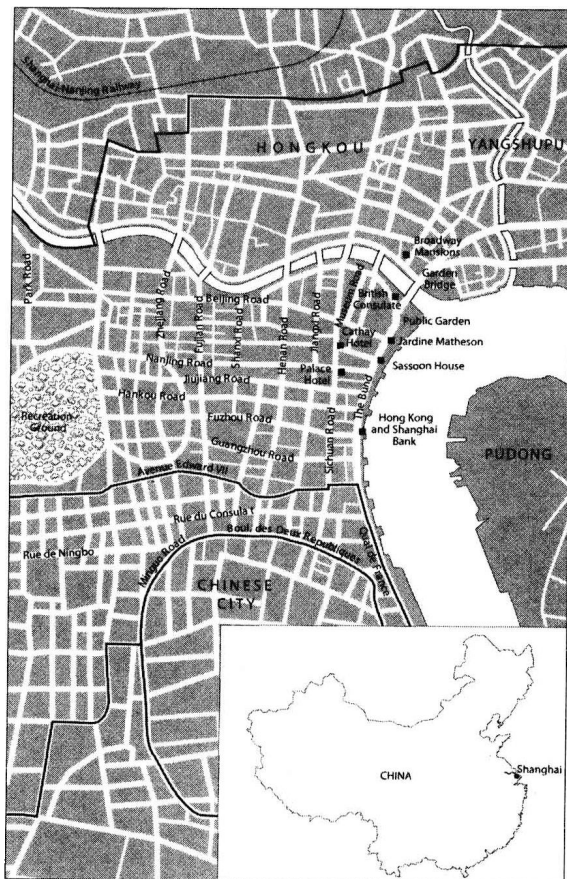 Shanghai-Nanjing Railway
HONGKOU
YANGSHUPU
Broadway
Mansions
Garden
Bridge
Park Road
Zhejiang Road
Fujian Road
Beijing Road
Shanxi Road
Henan Road
Jiangxi Road
British
Consulate
Public Garden
Cathay
Hotel
Jardine Matheson
Nanjing Road
Palace
Hotel
Sassoon House
Jiujiang Road
Hankou Road
The Bund
Recreation
Ground
Fuzhou Road
Sichuan Road
Hong Kong
and Shanghai
Bank
Guangzhou Road
PUDONG
Avenue Edward VII
Rue du Consulat
Boul. des Deux Républiques
Quai de France
Rue de Ningbo
CHINESE
CITY
CHINA
Shanghai